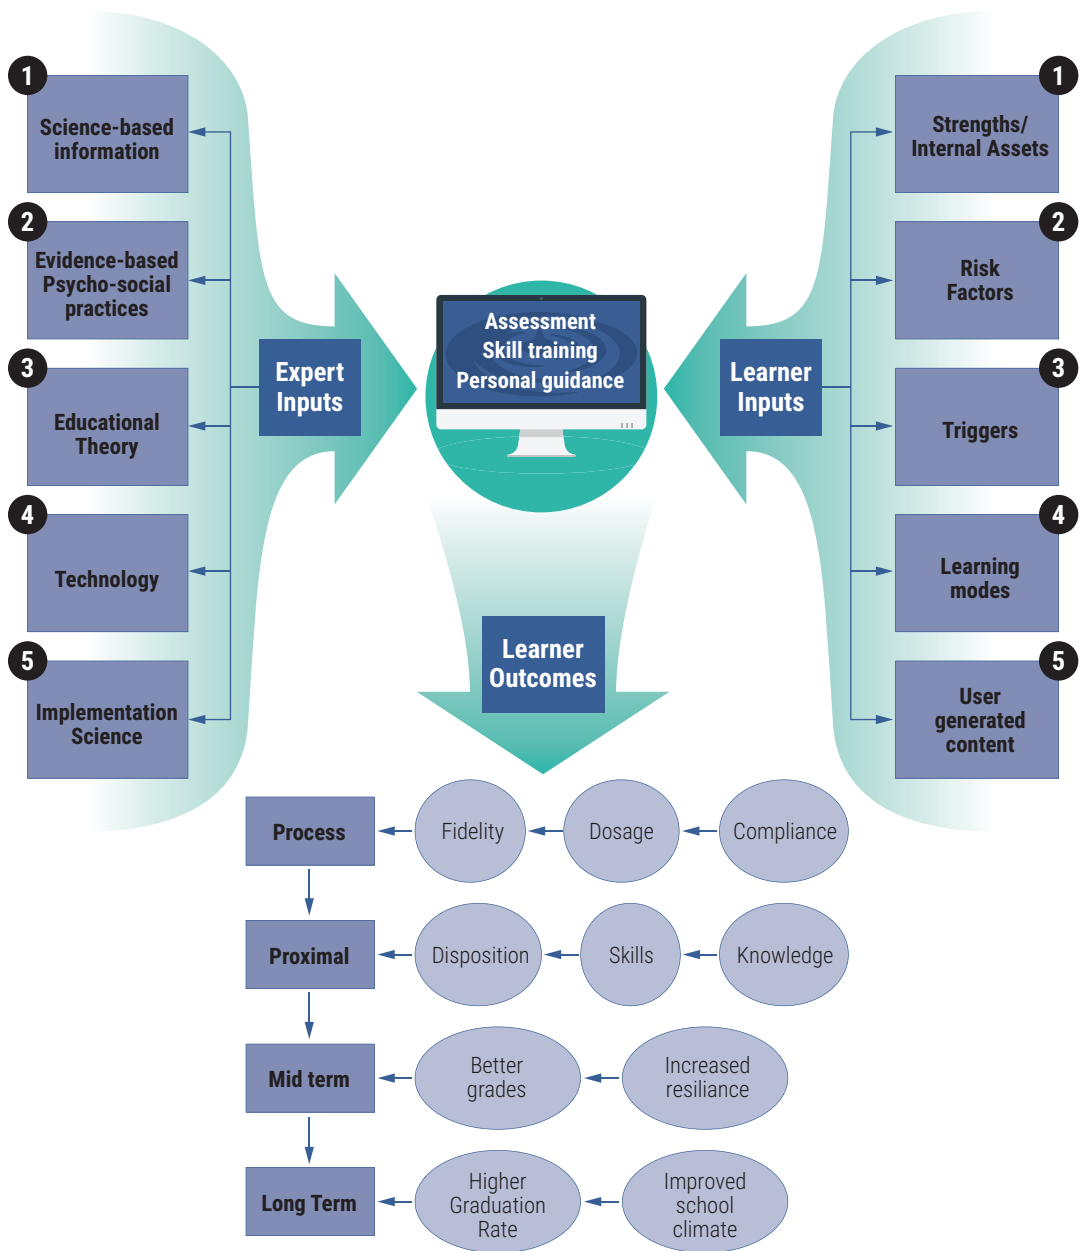 1
Science-based
information
2
Evidence-based
Psycho-social
practices
3
Educational
Theory
4
Technology
5
Implementation
Science
Expert
Inputs
Assessment
Skill training
Personal guidance
Learner
Inputs
1
Strengths/
Internal Assets
2
Risk
Factors
3
Triggers
4
Learning
modes
5
User
generated
content
Learner
Outcomes
Process
Fidelity
Dosage
Compliance
Proximal
Disposition
Skills
Knowledge
Mid term
Better
grades
Increased
resiliance
Long Term
Higher
Graduation
Rate
Improved
school
climate